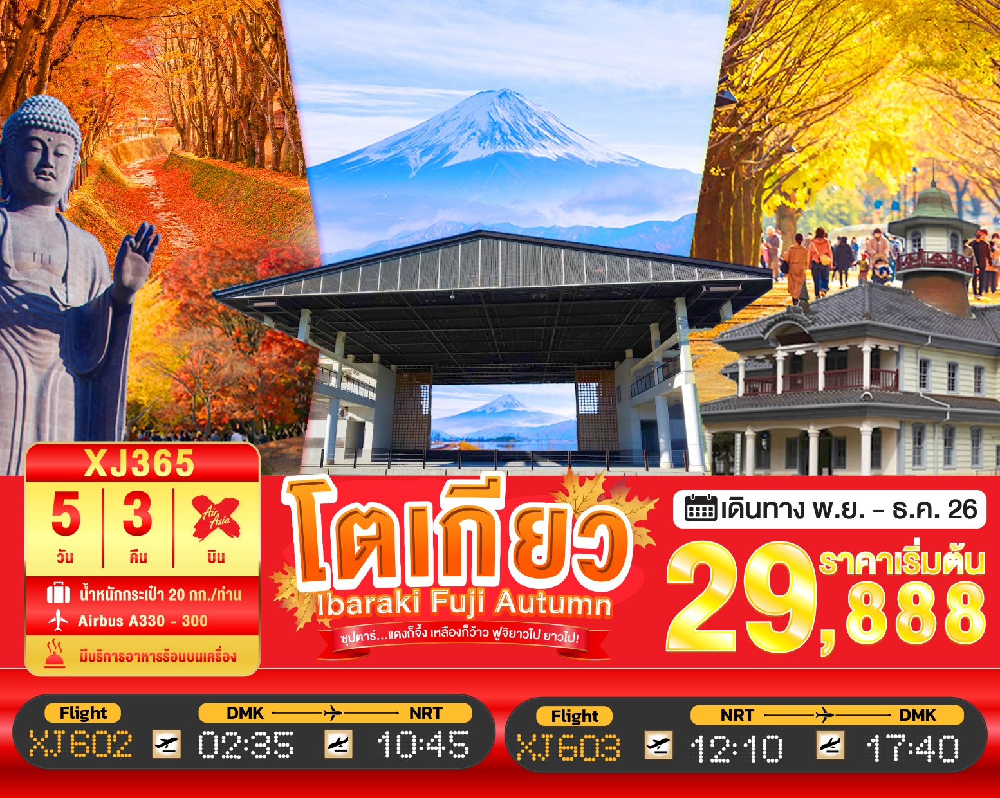 XJ365
5 3 Air Asia X
วัน คืน บิน
น้ำหนักกระเป๋า 20 กก./ท่าน
Airbus A330 - 300
มีบริการอาหารร้อนบนเครื่อง
โตเกียว
Ibaraki Fuji Autumn
ซุปตาร์...แดงก็จึ้ง เหลืองก็ว้าว ฟูจิยาวไป ยาวไป!
เดินทาง พ.ย. - ธ.ค. 26
ราคาเริ่มต้น
29,888
Flight DMK NRT
XJ602 02:35 10:45
Flight NRT DMK
XJ603 12:10 17:40